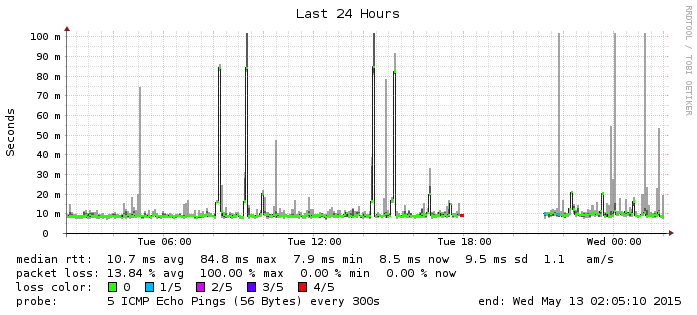 Last 24 Hours
RRDTOOL / TOBI OETIKER
Seconds
100 m
90 m
80 m
70 m
60 m
50 m
40 m
30 m
20 m
10 m
0
Tue 06:00 Tue 12:00 Tue 18:00 Wed 00:00
median rtt: 10.7 ms avg 84.8 ms max 7.9 ms min 8.5 ms now 9.5 ms sd 1.1 am/s
packet loss: 13.84 % avg 100.00 % max 0.00 % min 0.00 % now
loss color: 0 1/5 2/5 3/5 4/5
probe: 5 ICMP Echo Pings (56 Bytes) every 300s end: Wed May 13 02:05:10 2015